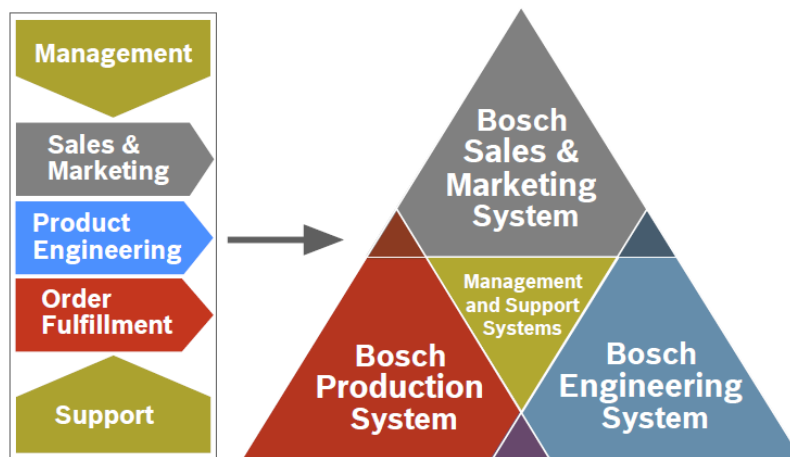 Management
Sales &
Marketing
Product
Engineering
Order
Fulfillment
Support
Bosch
Sales &
Marketing
System
Management
and Support
Systems
Bosch
Production
System
Bosch
Engineering
System